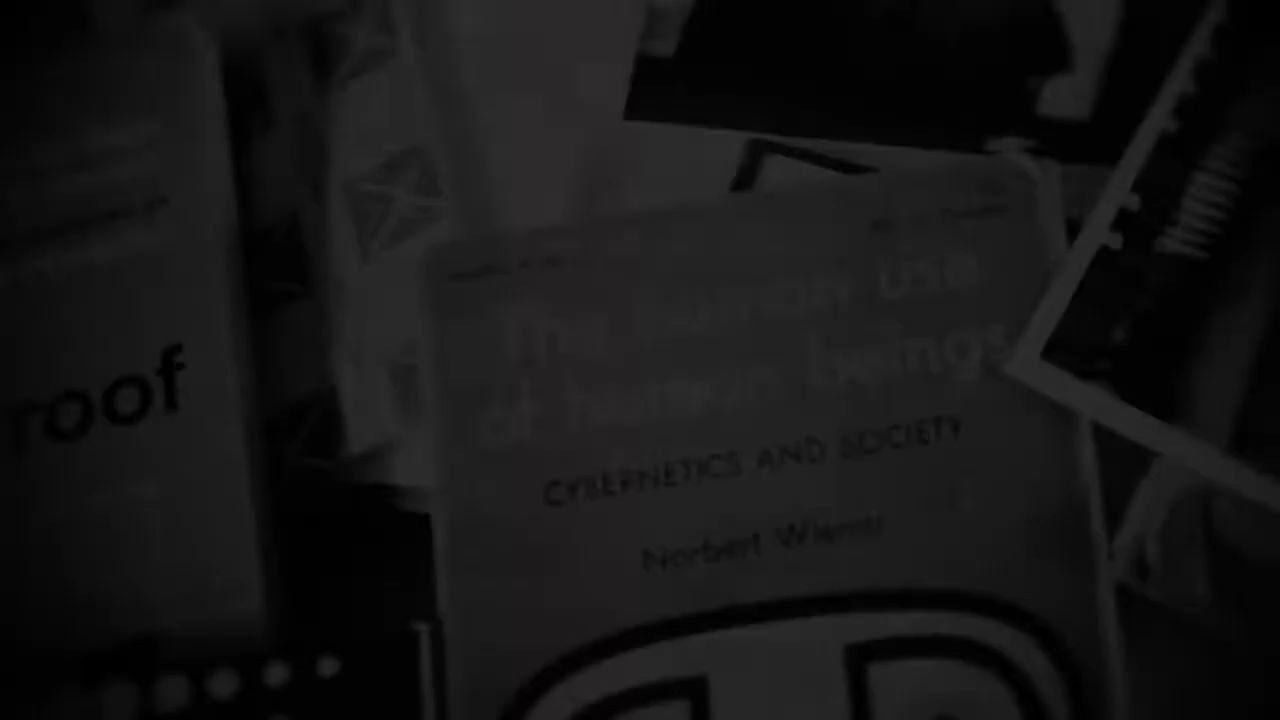 roof
The human use
of human beings
CYBERNETICS AND SOCIETY
Norbert Wiener